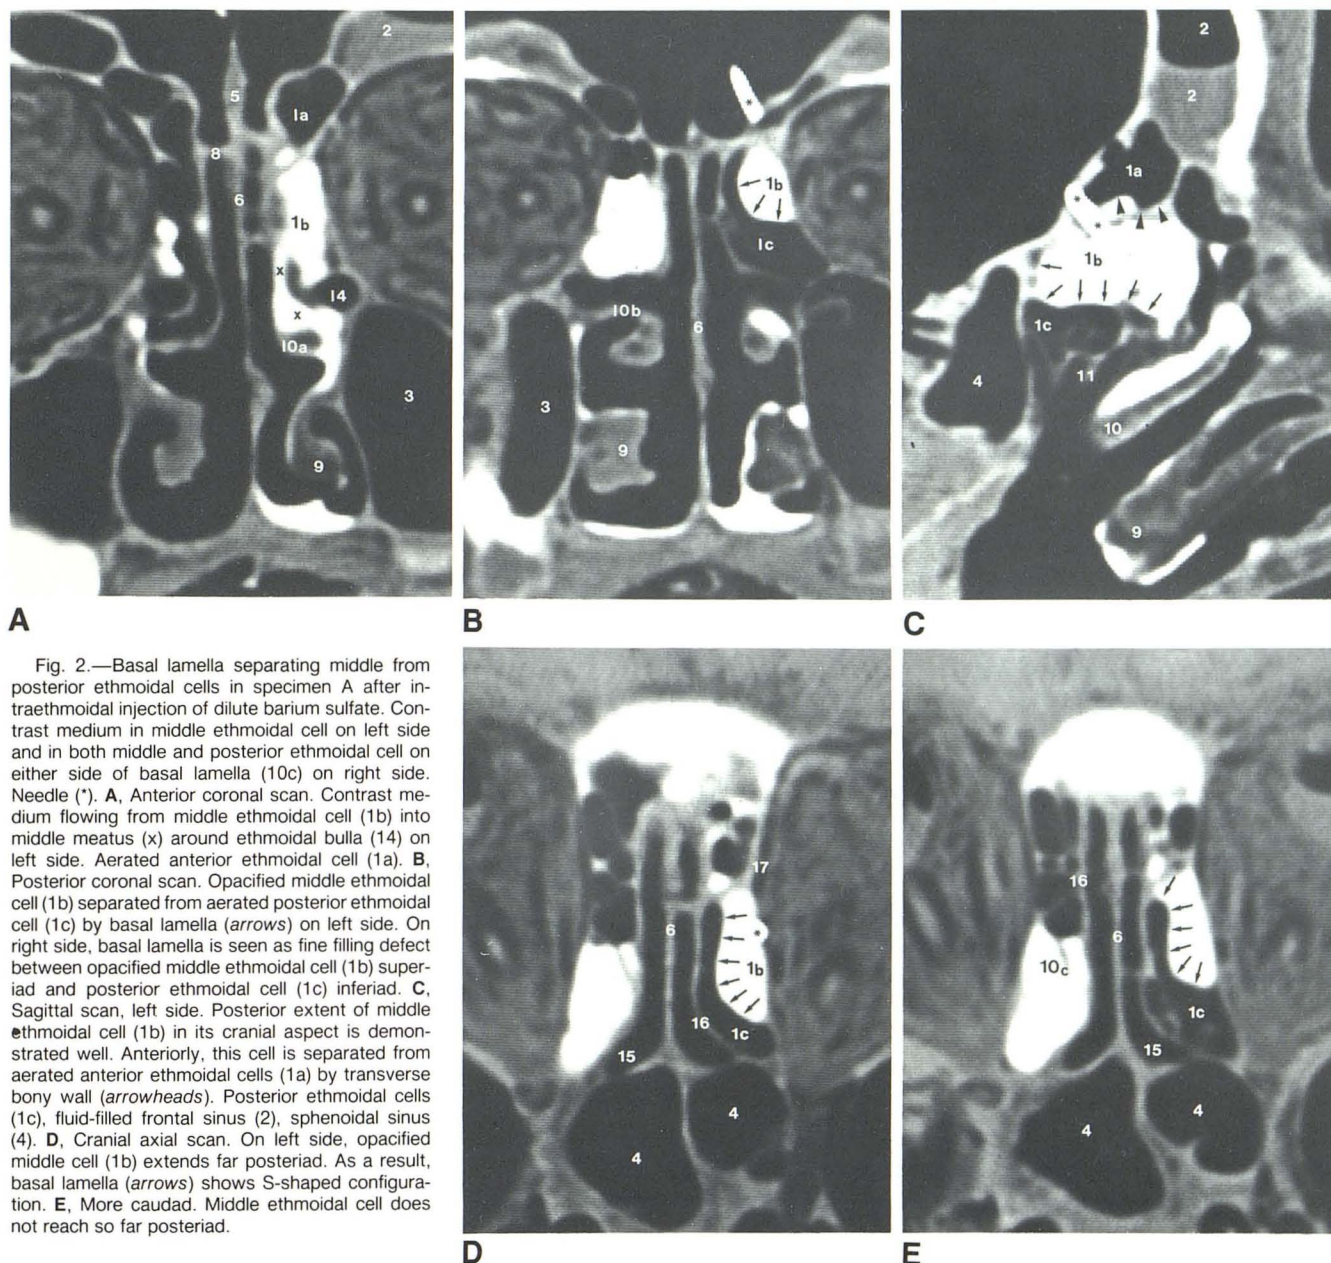 2
1a
5
8
6
1b
x
14
x
10a
3
9
A
*
1b
1c
10b
6
3
9
B
2
2
1a
*
*
1b
1c
4
11
10
9
C
Fig. 2.—Basal lamella separating middle from
posterior ethmoidal cells in specimen A after in-
traethmoidal injection of dilute barium sulfate. Con-
trast medium in middle ethmoidal cell on left side
and in both middle and posterior ethmoidal cell on
either side of basal lamella (10c) on right side.
Needle (*). A, Anterior coronal scan. Contrast me-
dium flowing from middle ethmoidal cell (1b) into
middle meatus (x) around ethmoidal bulla (14) on
left side. Aerated anterior ethmoidal cell (1a). B,
Posterior coronal scan. Opacified middle ethmoidal
cell (1b) separated from aerated posterior ethmoidal
cell (1c) by basal lamella (arrows) on left side. On
right side, basal lamella is seen as fine filling defect
between opacified middle ethmoidal cell (1b) super-
iad and posterior ethmoidal cell (1c) inferiad. C,
Sagittal scan, left side. Posterior extent of middle
ethmoidal cell (1b) in its cranial aspect is demon-
strated well. Anteriorly, this cell is separated from
aerated anterior ethmoidal cells (1a) by transverse
bony wall (arrowheads). Posterior ethmoidal cells
(1c), fluid-filled frontal sinus (2), sphenoidal sinus
(4). D, Cranial axial scan. On left side, opacified
middle cell (1b) extends far posteriad. As a result,
basal lamella (arrows) shows S-shaped configura-
tion. E, More caudad. Middle ethmoidal cell does
not reach so far posteriad.
17
6
*
1b
16
1c
15
4
4
D
16
6
10c
1c
15
4
4
E